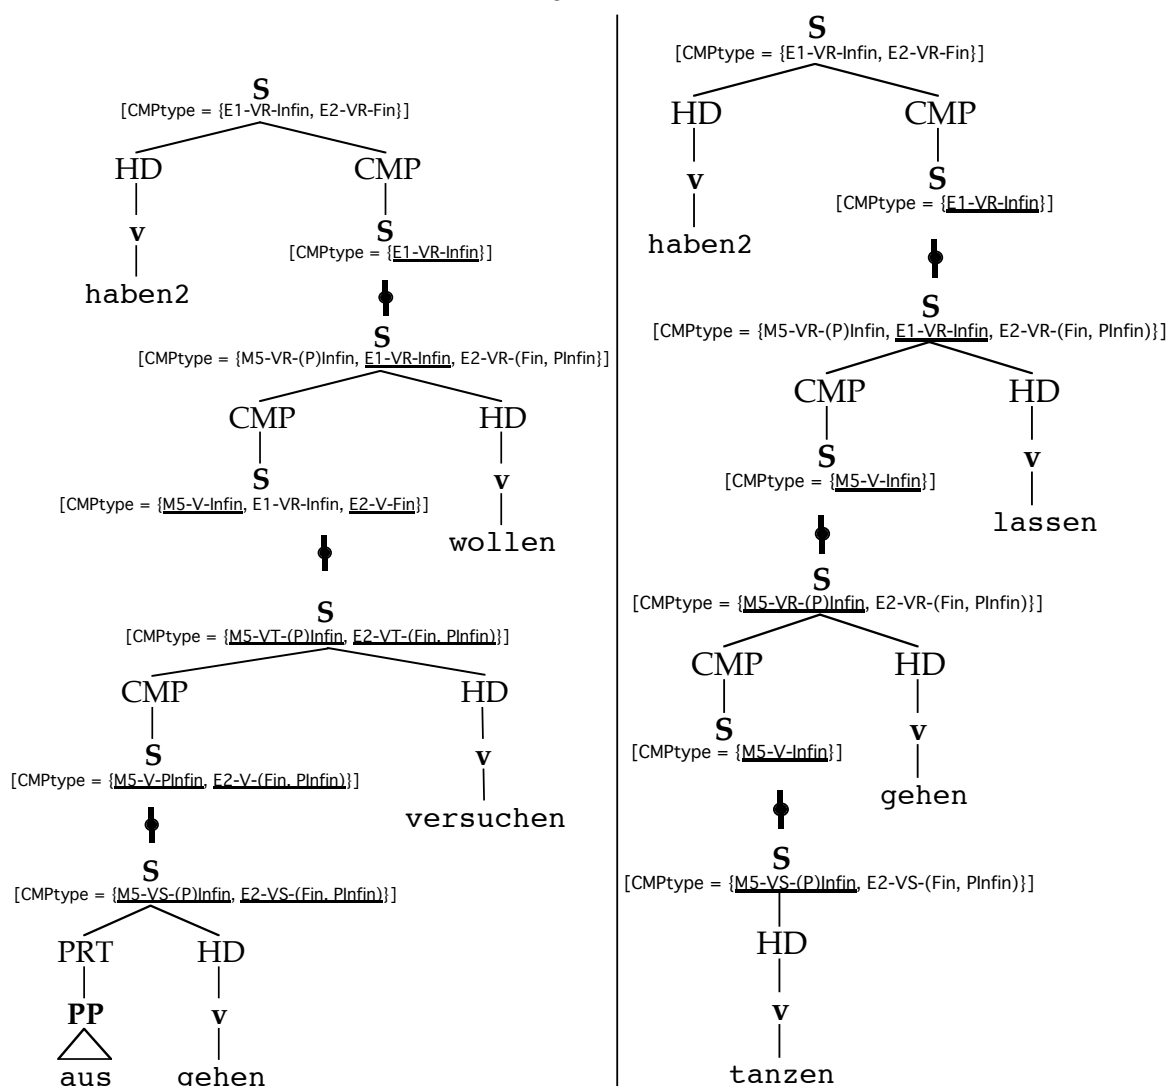 S
[CMPtype = {E1-VR-Infin, E2-VR-Fin}]
HD CMP
v S
[CMPtype = {E1-VR-Infin}]
haben2
S
[CMPtype = {M5-VR-(P)Infin, E1-VR-Infin, E2-VR-(Fin, PInfin}]
CMP HD
S v
[CMPtype = {M5-V-Infin, E1-VR-Infin, E2-V-Fin}]
wollen
S
[CMPtype = {M5-VT-(P)Infin, E2-VT-(Fin, PInfin)}]
CMP HD
S v
[CMPtype = {M5-V-PInfin, E2-V-(Fin, PInfin)}]
versuchen
S
[CMPtype = {M5-VS-(P)Infin, E2-VS-(Fin, PInfin)}]
PRT HD
PP v
aus gehen
S
[CMPtype = {E1-VR-Infin, E2-VR-Fin}]
HD CMP
v S
[CMPtype = {E1-VR-Infin}]
haben2
S
[CMPtype = {M5-VR-(P)Infin, E1-VR-Infin, E2-VR-(Fin, PInfin)}]
CMP HD
S v
[CMPtype = {M5-V-Infin}]
lassen
S
[CMPtype = {M5-VR-(P)Infin, E2-VR-(Fin, PInfin)}]
CMP HD
S v
[CMPtype = {M5-V-Infin}]
gehen
S
[CMPtype = {M5-VS-(P)Infin, E2-VS-(Fin, PInfin)}]
HD
v
tanzen